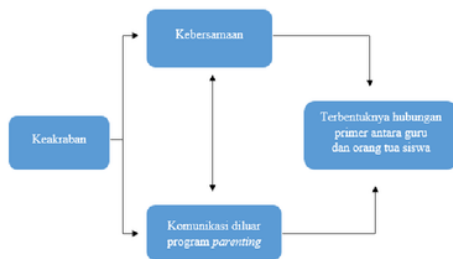 Kebersamaan
Keakraban
Terbentuknya hubungan
primer antara guru
dan orang tua siswa
Komunikasi diluar
program parenting